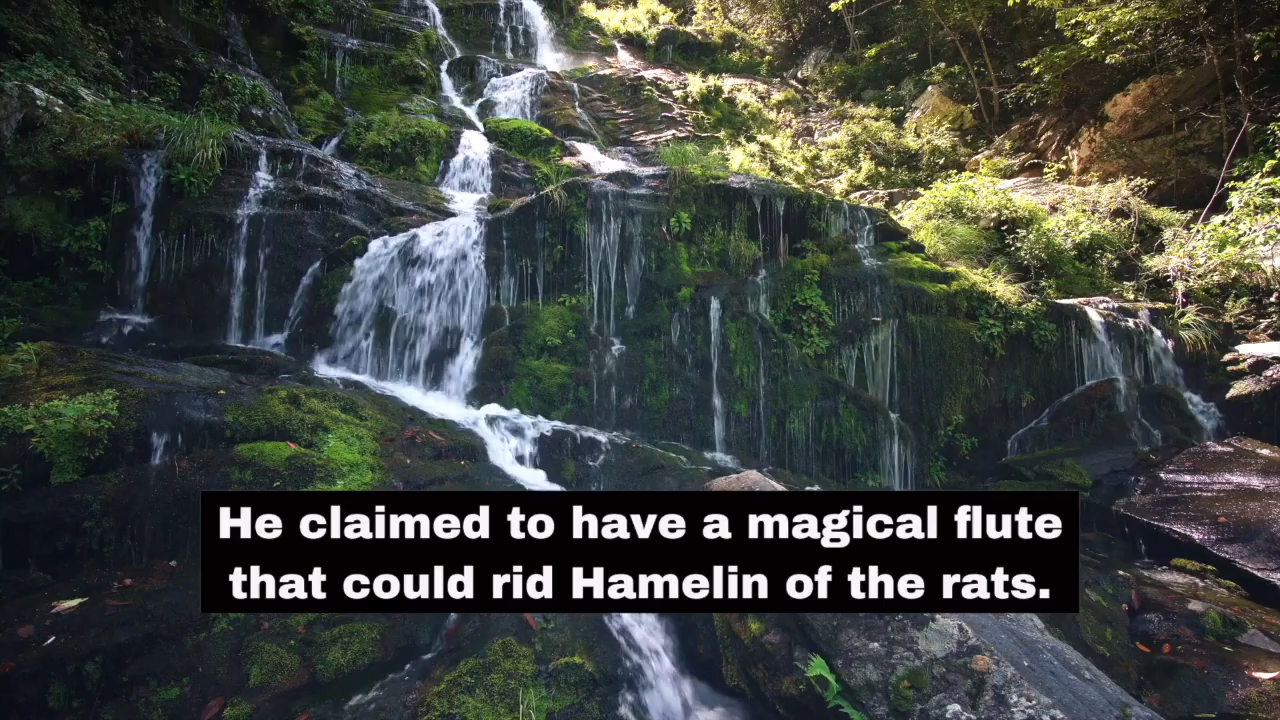 He claimed to have a magical flute
that could rid Hamelin of the rats.